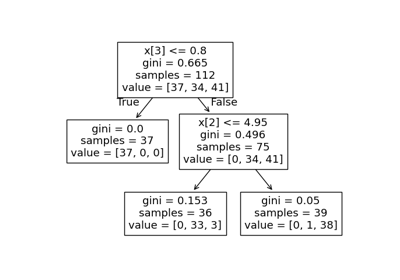 x[3] <= 0.8
gini = 0.665
samples = 112
value = [37, 34, 41]
True
False
gini = 0.0
samples = 37
value = [37, 0, 0]
x[2] <= 4.95
gini = 0.496
samples = 75
value = [0, 34, 41]
gini = 0.153
samples = 36
value = [0, 33, 3]
gini = 0.05
samples = 39
value = [0, 1, 38]